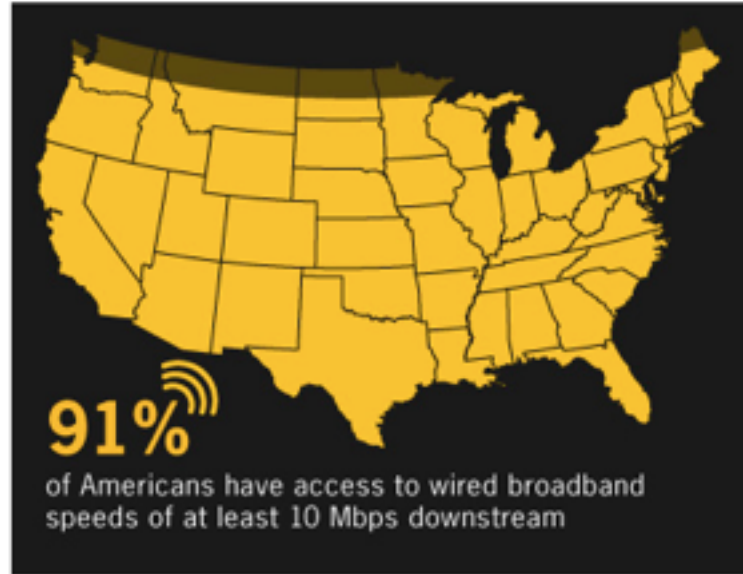 91%
of Americans have access to wired broadband
speeds of at least 10 Mbps downstream